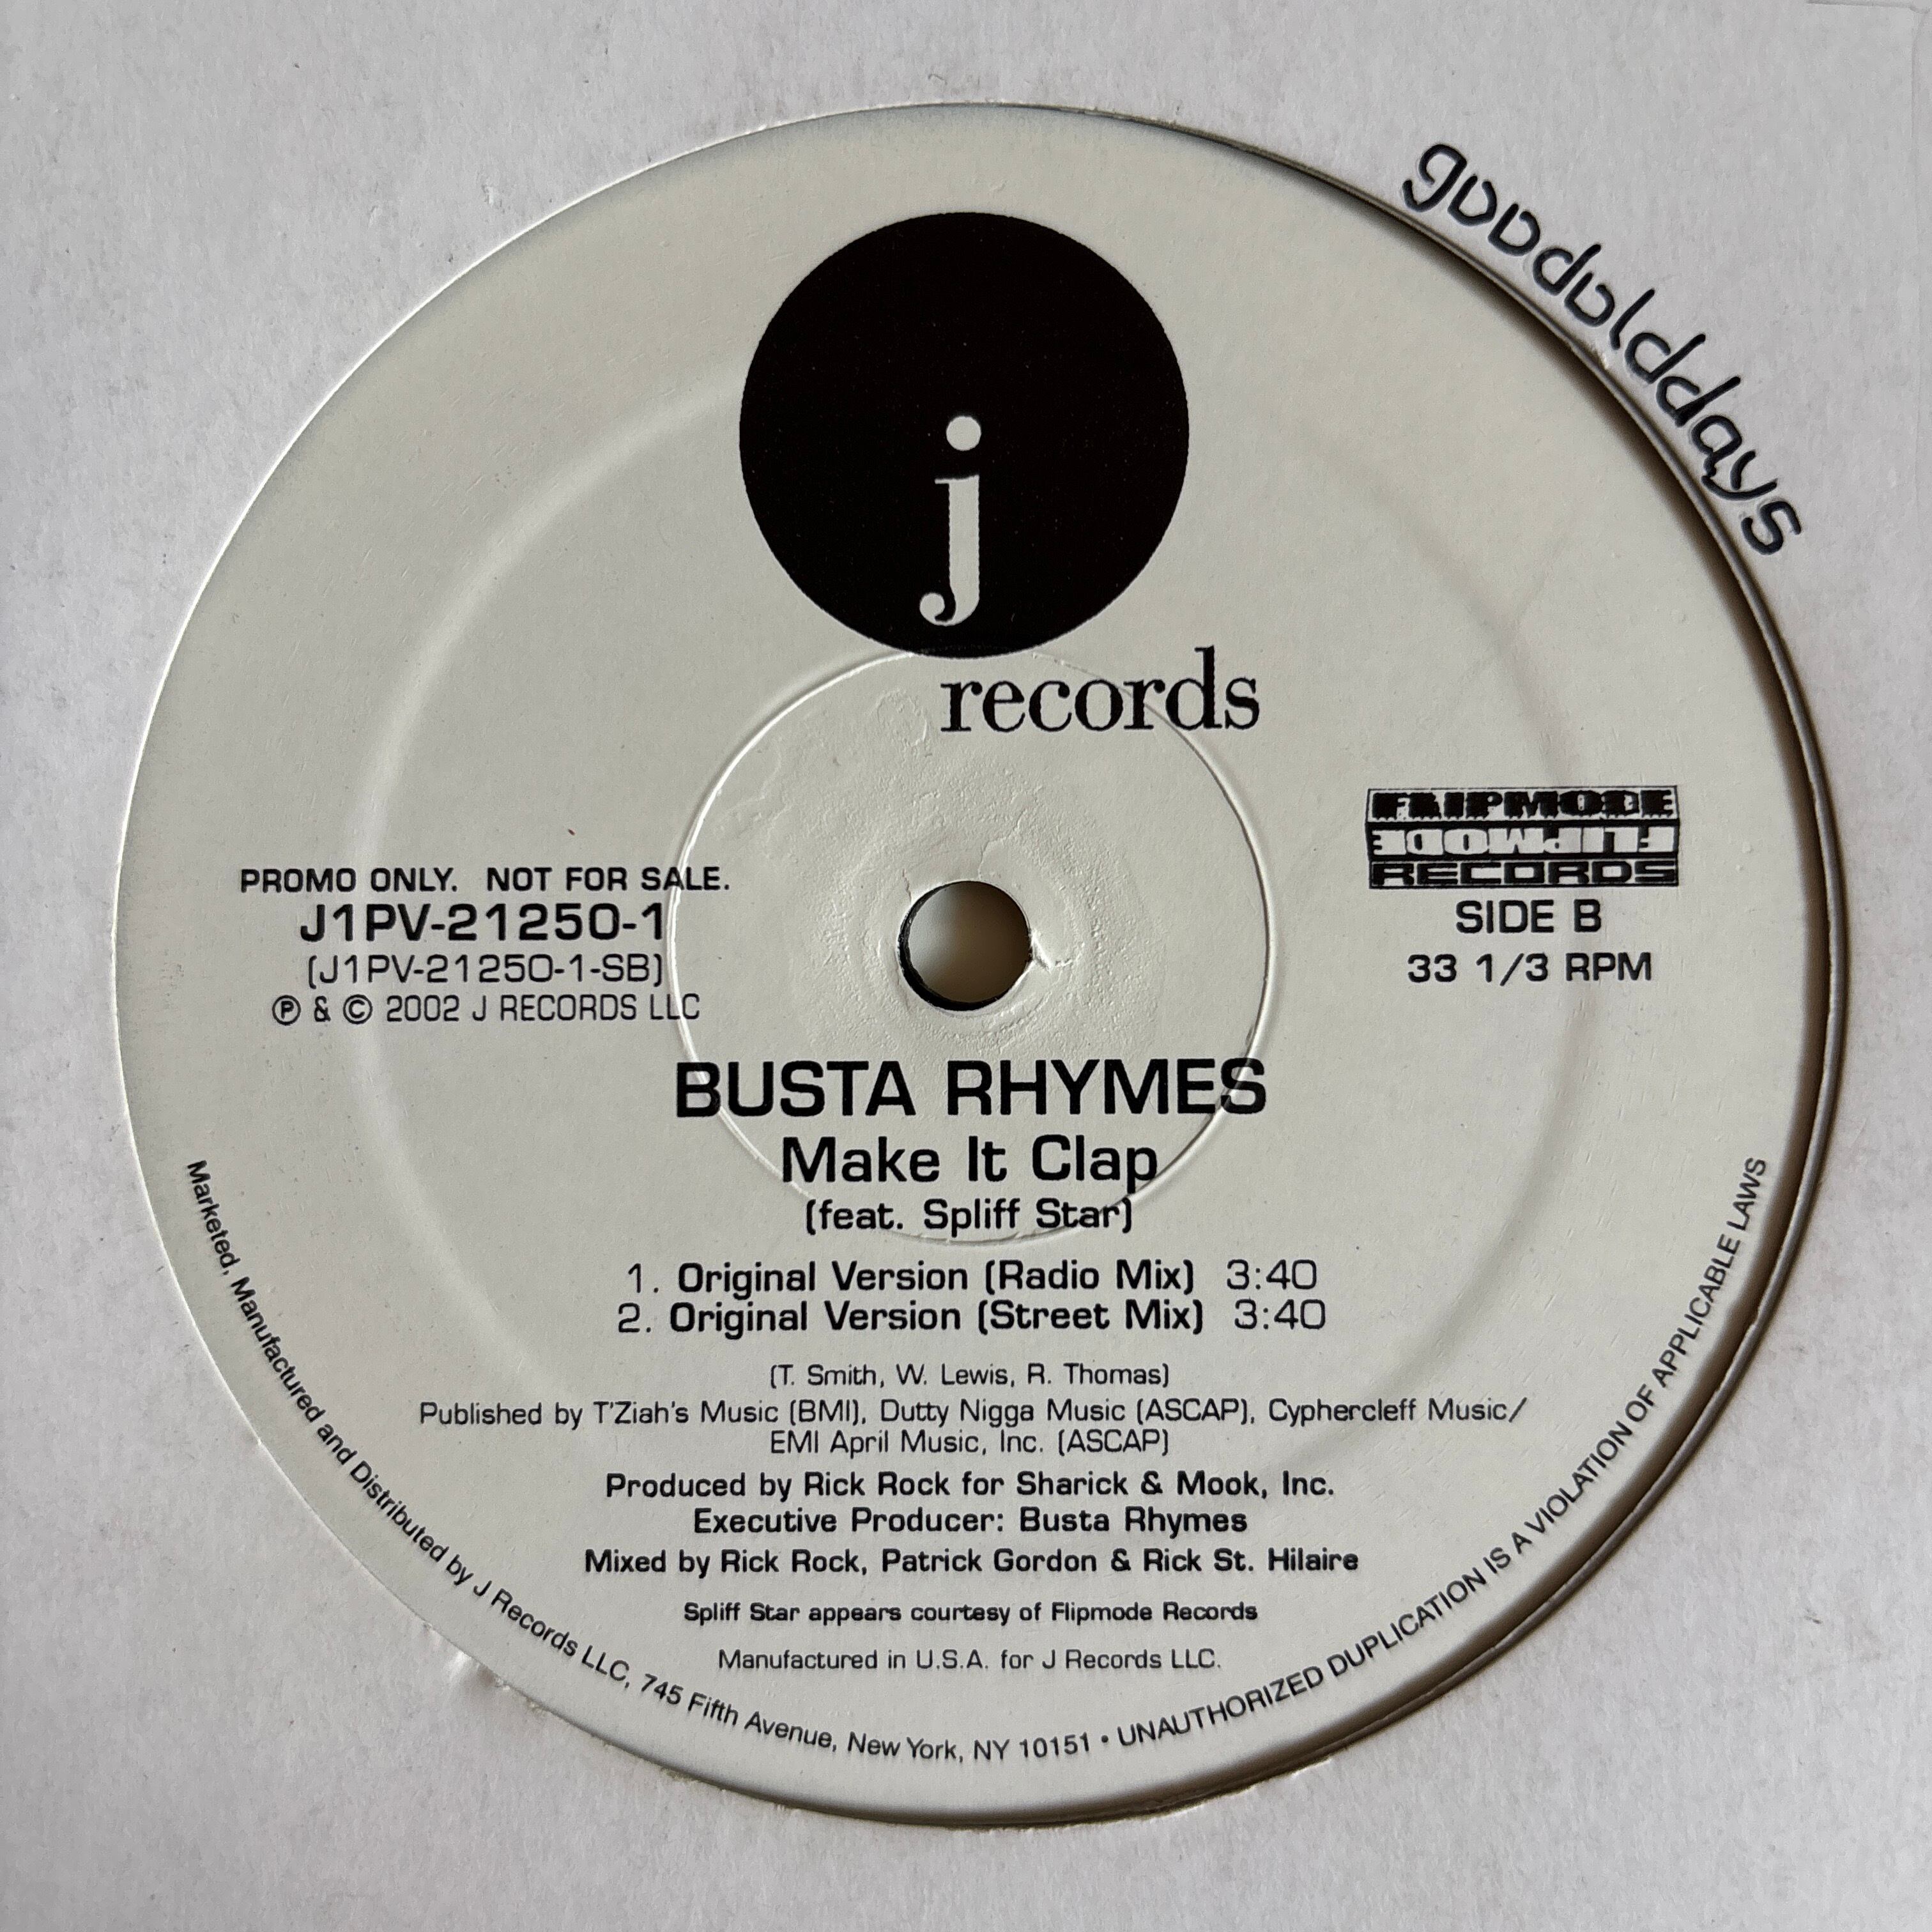 gooddolddays
j
records
FLIPMODE
FLIPMODE
RECORDS
SIDE B
33 1/3 RPM
PROMO ONLY. NOT FOR SALE.
J1PV-21250-1
(J1PV-21250-1-SB)
℗ & © 2002 J RECORDS LLC
BUSTA RHYMES
Make It Clap
(feat. Spliff Star)
1. Original Version (Radio Mix) 3:40
2. Original Version (Street Mix) 3:40
(T. Smith, W. Lewis, R. Thomas)
Published by T'Ziah's Music (BMI), Dutty Nigga Music (ASCAP), Cyphercleff Music/
EMI April Music, Inc. (ASCAP)
Produced by Rick Rock for Sharick & Mook, Inc.
Executive Producer: Busta Rhymes
Mixed by Rick Rock, Patrick Gordon & Rick St. Hilaire
Spliff Star appears courtesy of Flipmode Records
Manufactured in U.S.A. for J Records LLC.
Marketed, Manufactured and Distributed by J Records LLC, 745 Fifth Avenue, New York, NY 10151 • UNAUTHORIZED DUPLICATION IS A VIOLATION OF APPLICABLE LAWS